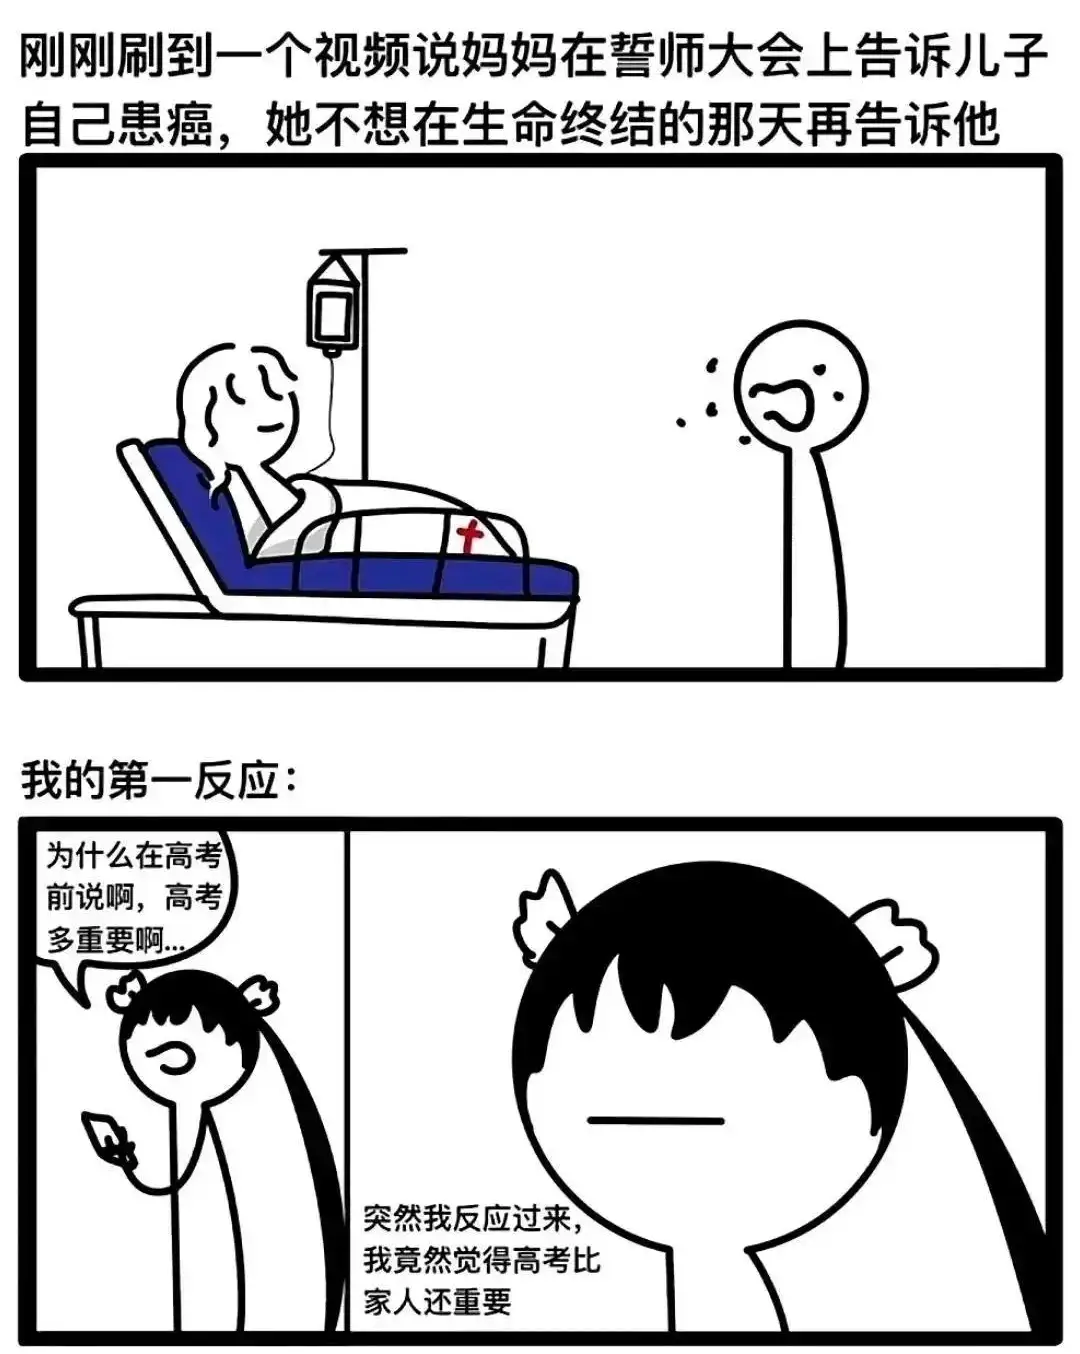 刚刚刷到一个视频说妈妈在誓师大会上告诉儿子
自己患癌，她不想在生命终结的那天再告诉他
我的第一反应：
为什么在高考
前说啊，高考
多重要啊...
突然我反应过来，
我竟然觉得高考比
家人还重要